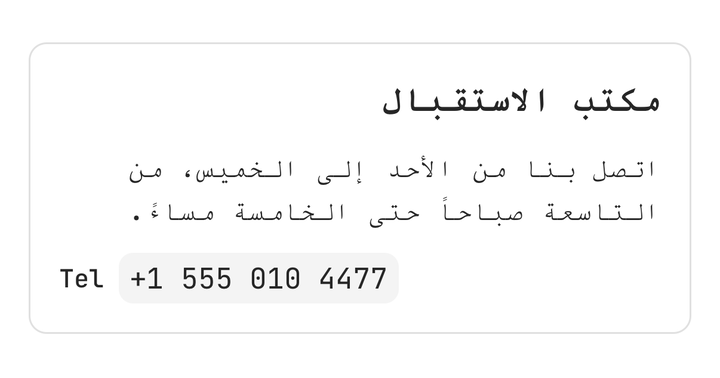 مكتب الاستقبال
اتصل بنا من الأحد إلى الخميس، من
التاسعة صباحاً حتى الخامسة مساءً.
Tel +1 555 010 4477